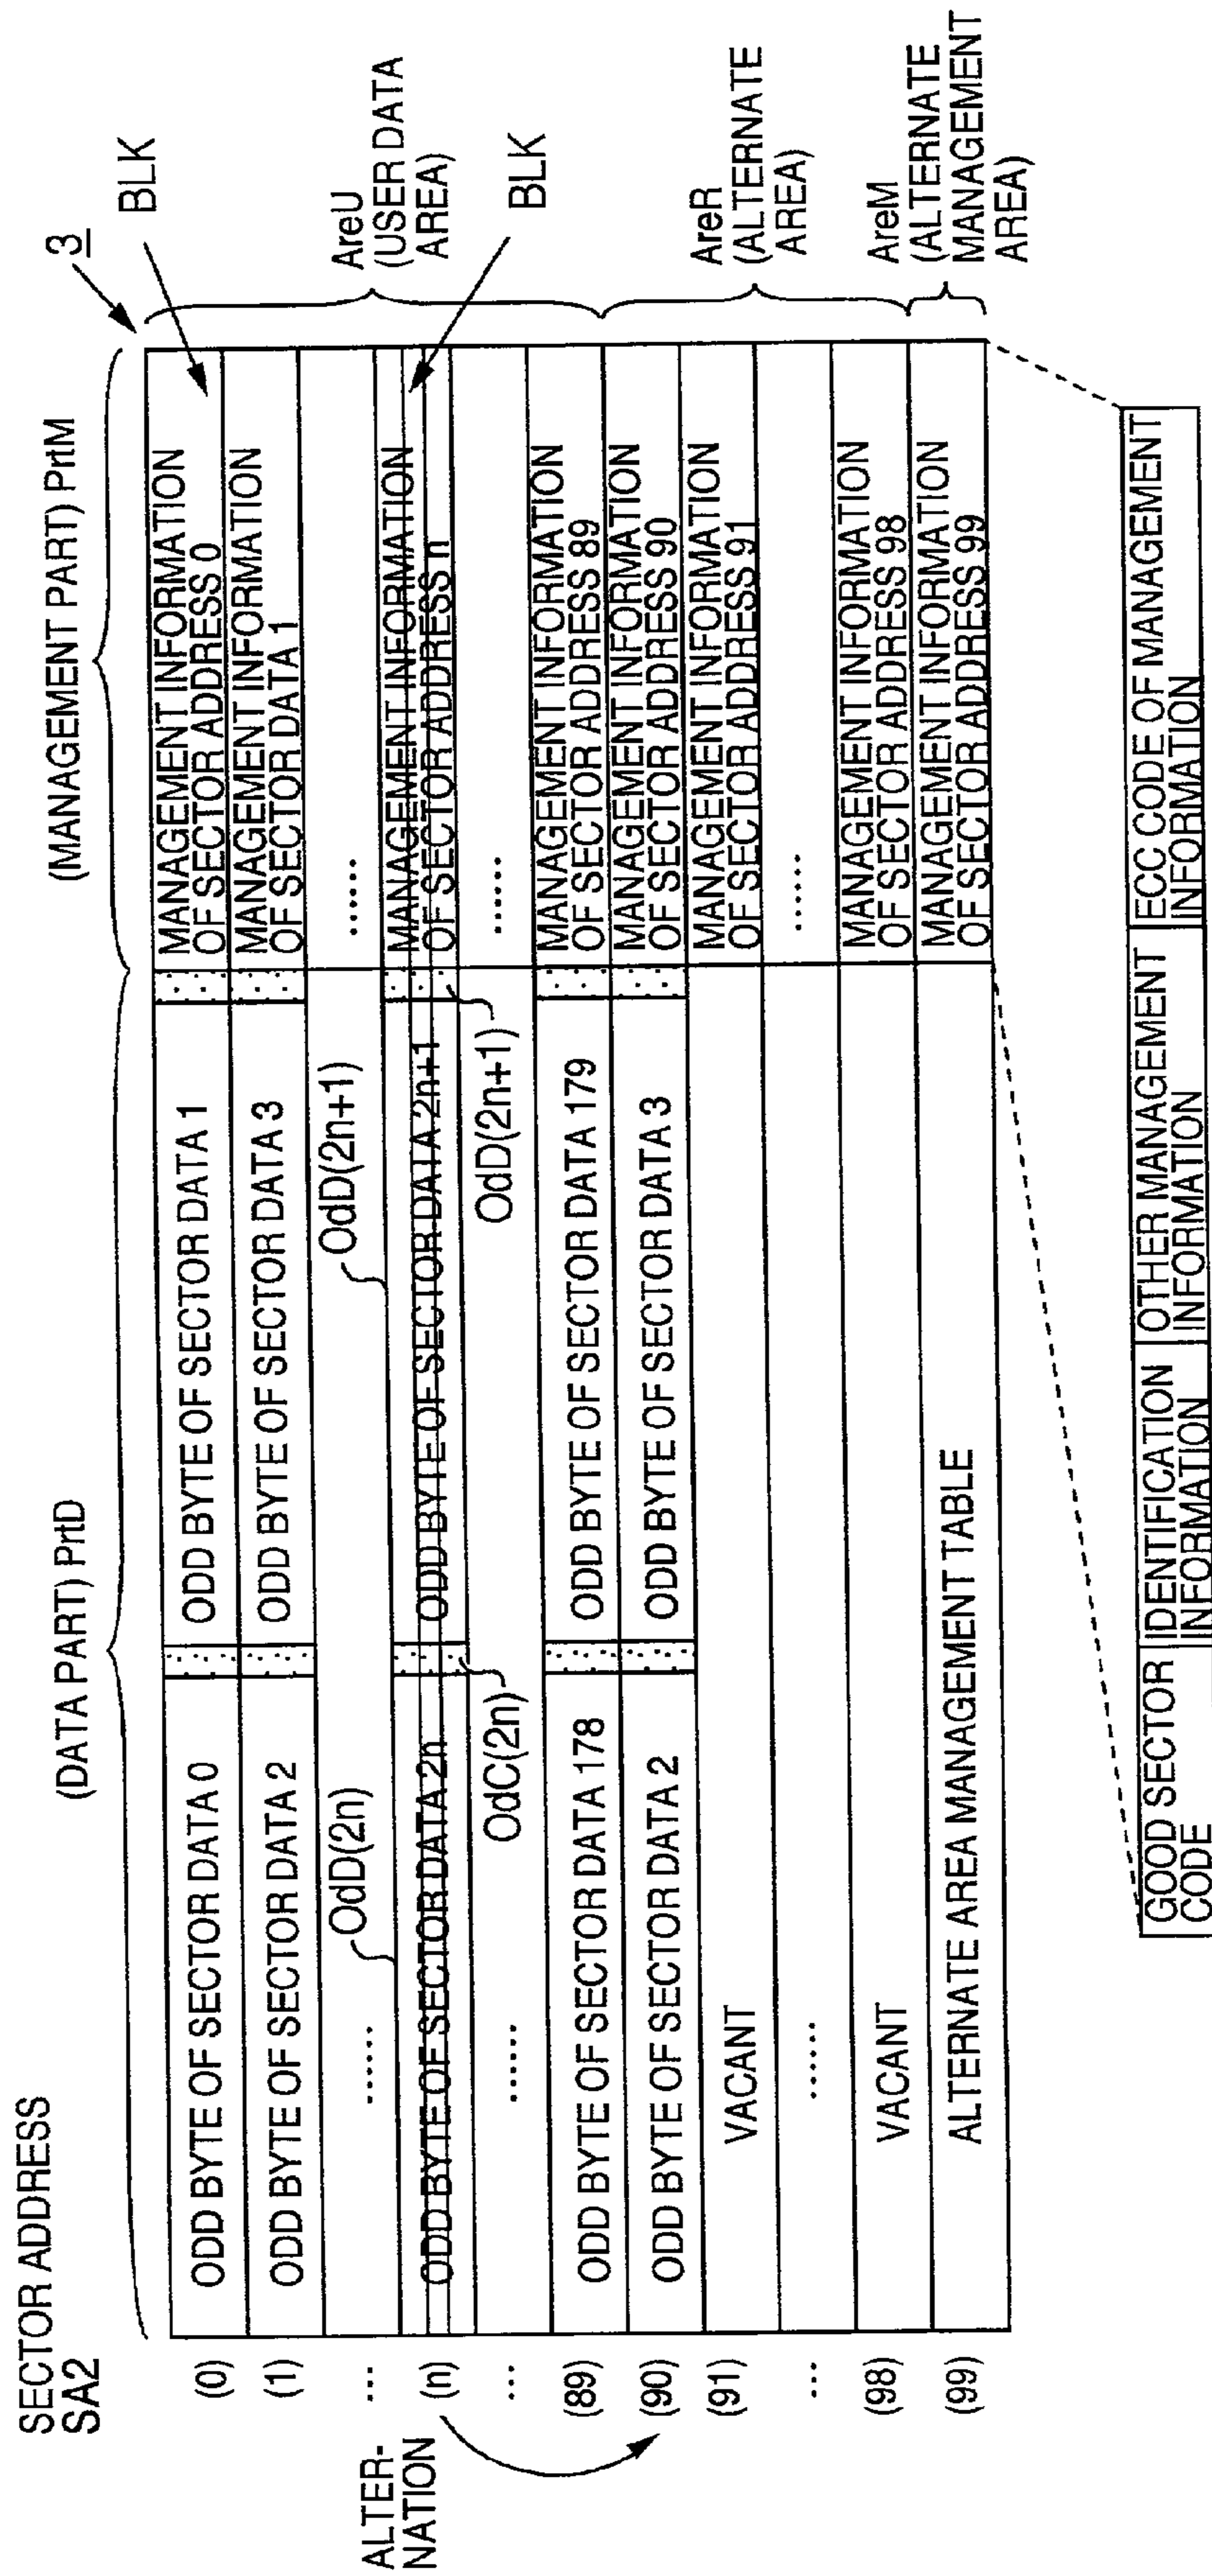 SECTOR ADDRESS
SA2
(DATA PART) PrtD
(MANAGEMENT PART) PrtM
3
BLK
(0)
ODD BYTE OF SECTOR DATA 0
ODD BYTE OF SECTOR DATA 1
MANAGEMENT INFORMATION
OF SECTOR ADDRESS 0
(1)
ODD BYTE OF SECTOR DATA 2
ODD BYTE OF SECTOR DATA 3
MANAGEMENT INFORMATION
OF SECTOR DATA 1
...
......
OdD(2n)
OdD(2n+1)
......
AreU
(USER DATA
AREA)
ALTER-
NATION
(n)
ODD BYTE OF SECTOR DATA 2n
ODD BYTE OF SECTOR DATA 2n+1
MANAGEMENT INFORMATION
OF SECTOR ADDRESS n
...
......
OdC(2n)
OdD(2n+1)
......
BLK
(89)
ODD BYTE OF SECTOR DATA 178
ODD BYTE OF SECTOR DATA 179
MANAGEMENT INFORMATION
OF SECTOR ADDRESS 89
(90)
ODD BYTE OF SECTOR DATA 2
ODD BYTE OF SECTOR DATA 3
MANAGEMENT INFORMATION
OF SECTOR ADDRESS 90
(91)
VACANT
MANAGEMENT INFORMATION
OF SECTOR ADDRESS 91
AreR
(ALTERNATE
AREA)
...
......
......
(98)
VACANT
MANAGEMENT INFORMATION
OF SECTOR ADDRESS 98
(99)
ALTERNATE AREA MANAGEMENT TABLE
MANAGEMENT INFORMATION
OF SECTOR ADDRESS 99
AreM
(ALTERNATE
MANAGEMENT
AREA)
GOOD SECTOR
CODE
IDENTIFICATION
INFORMATION
OTHER MANAGEMENT
INFORMATION
ECC CODE OF MANAGEMENT
INFORMATION